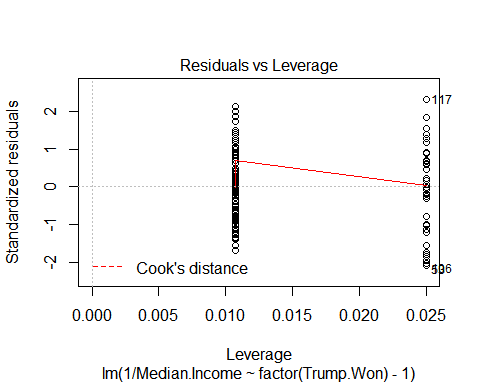 Residuals vs Leverage
Standardized residuals
2
1
0
-1
-2
117
Cook's distance
0.000 0.005 0.010 0.015 0.020 0.025
Leverage
lm(1/Median.Income ~ factor(Trump.Won) - 1)